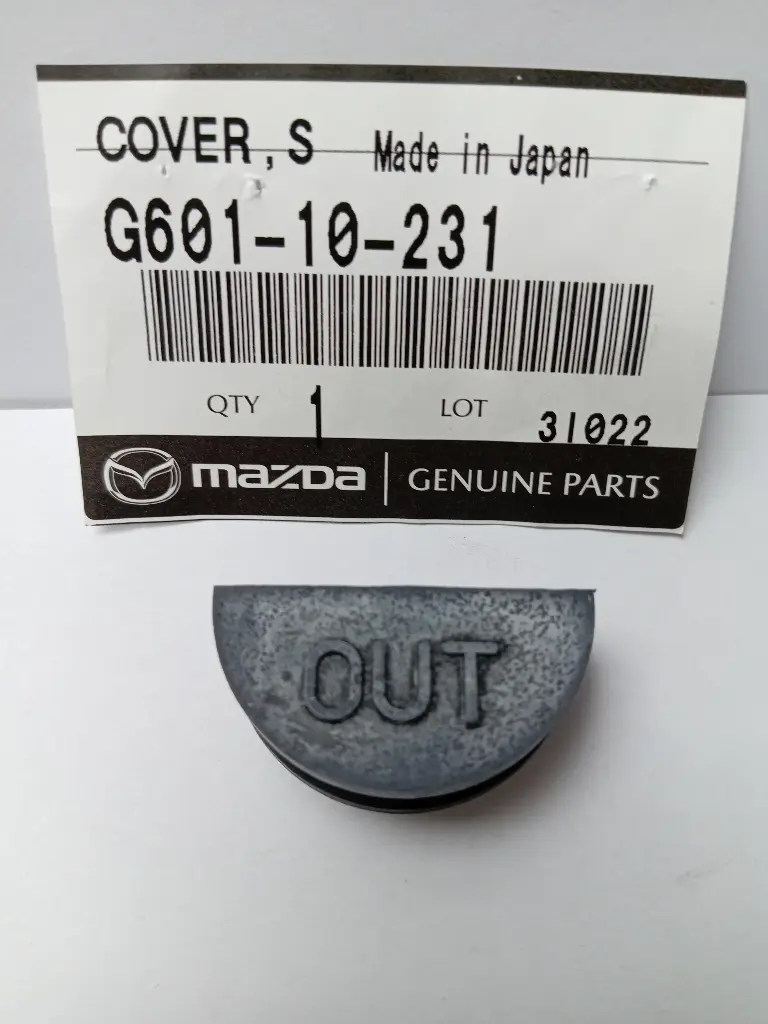 COVER, S Made in Japan
G601-10-231
QTY 1 LOT 31022
mazda GENUINE PARTS
OUT